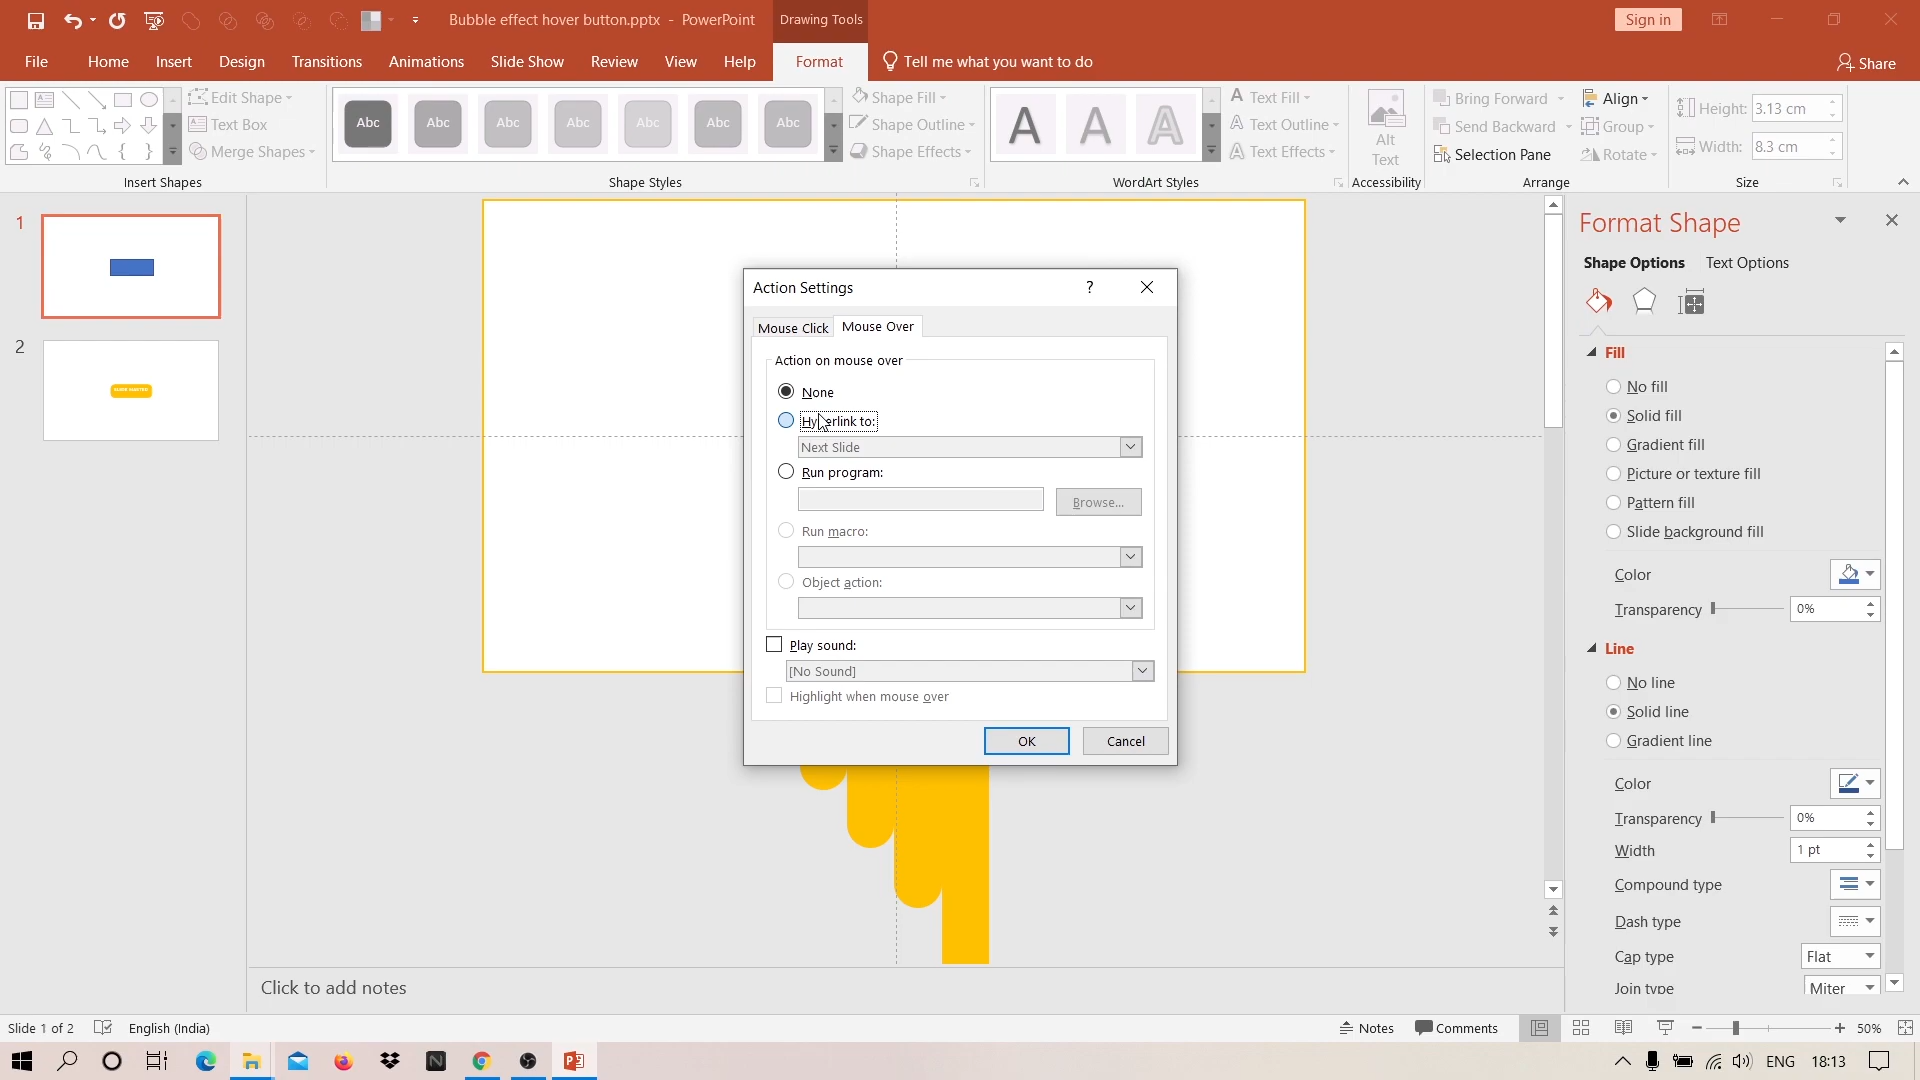 Bubble effect hover button.pptx - PowerPoint
Drawing Tools
Sign in
File
Home
Insert
Design
Transitions
Animations
Slide Show
Review
View
Help
Format
Tell me what you want to do
Share
Edit Shape
Text Box
Merge Shapes
Insert Shapes
Abc
Abc
Abc
Abc
Abc
Abc
Abc
Shape Fill
Shape Outline
Shape Effects
Shape Styles
A
A
A
Text Fill
Text Outline
Text Effects
WordArt Styles
Alt
Text
Accessibility
Bring Forward
Send Backward
Selection Pane
Align
Group
Rotate
Arrange
Height: 3.13 cm
Width: 8.3 cm
Size
1
2
Action Settings
?
Mouse Click
Mouse Over
Action on mouse over
None
Hyperlink to:
Next Slide
Run program:
Browse...
Run macro:
Object action:
Play sound:
[No Sound]
Highlight when mouse over
OK
Cancel
Format Shape
Shape Options
Text Options
Fill
No fill
Solid fill
Gradient fill
Picture or texture fill
Pattern fill
Slide background fill
Color
Transparency
0%
Line
No line
Solid line
Gradient line
Color
Transparency
0%
Width
1 pt
Compound type
Dash type
Cap type
Flat
Join type
Miter
Click to add notes
Slide 1 of 2
English (India)
Notes
Comments
50%
ENG
18:13